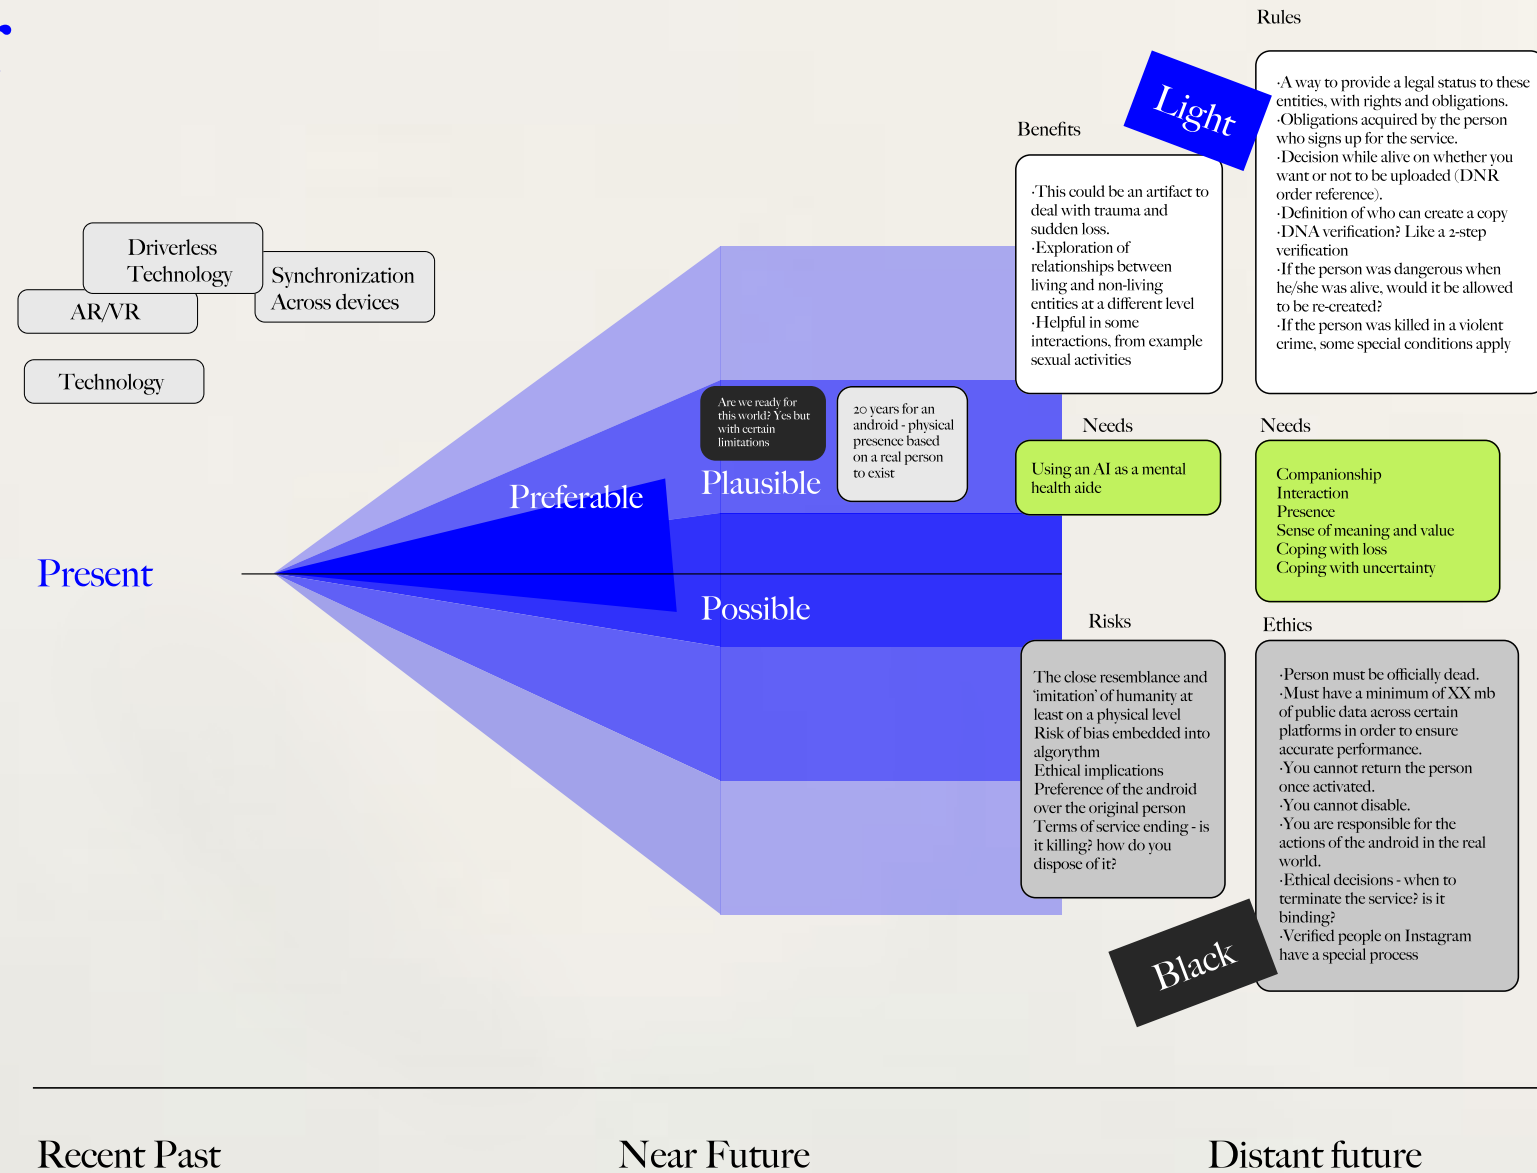 Rules
Light
·A way to provide a legal status to these
entities, with rights and obligations.
·Obligations acquired by the person
who signs up for the service.
·Decision while alive on whether you
want or not to be uploaded (DNR
order reference).
·Definition of who can create a copy
·DNA verification? Like a 2-step
verification
·If the person was dangerous when
he/she was alive, would it be allowed
to be re-created?
·If the person was killed in a violent
crime, some special conditions apply
Benefits
·This could be an artifact to
deal with trauma and
sudden loss.
·Exploration of
relationships between
living and non-living
entities at a different level
·Helpful in some
interactions, from example
sexual activities
Driverless
Technology
Synchronization
Across devices
AR/VR
Technology
Are we ready for
this world? Yes but
with certain
limitations
20 years for an
android - physical
presence based
on a real person
to exist
Preferable
Plausible
Possible
Present
Needs
Using an AI as a mental
health aide
Needs
Companionship
Interaction
Presence
Sense of meaning and value
Coping with loss
Coping with uncertainty
Risks
The close resemblance and
'imitation' of humanity at
least on a physical level
Risk of bias embedded into
algorythm
Ethical implications
Preference of the android
over the original person
Terms of service ending - is
it killing? how do you
dispose of it?
Ethics
·Person must be officially dead.
·Must have a minimum of XX mb
of public data across certain
platforms in order to ensure
accurate performance.
·You cannot return the person
once activated.
·You cannot disable.
·You are responsible for the
actions of the android in the real
world.
·Ethical decisions - when to
terminate the service? is it
binding?
·Verified people on Instagram
have a special process
Black
Recent Past
Near Future
Distant future